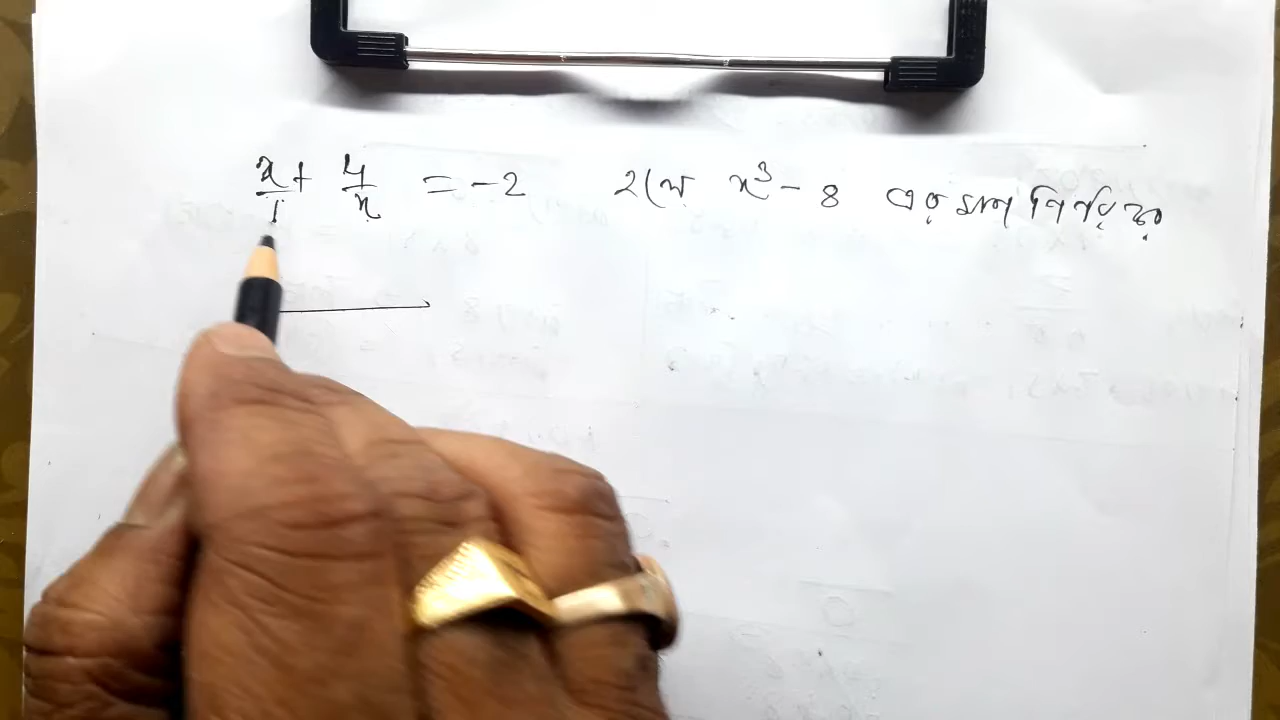 x/1 + 4/x = -2 হলে x³ - 8 এর মান নির্ণয় কর